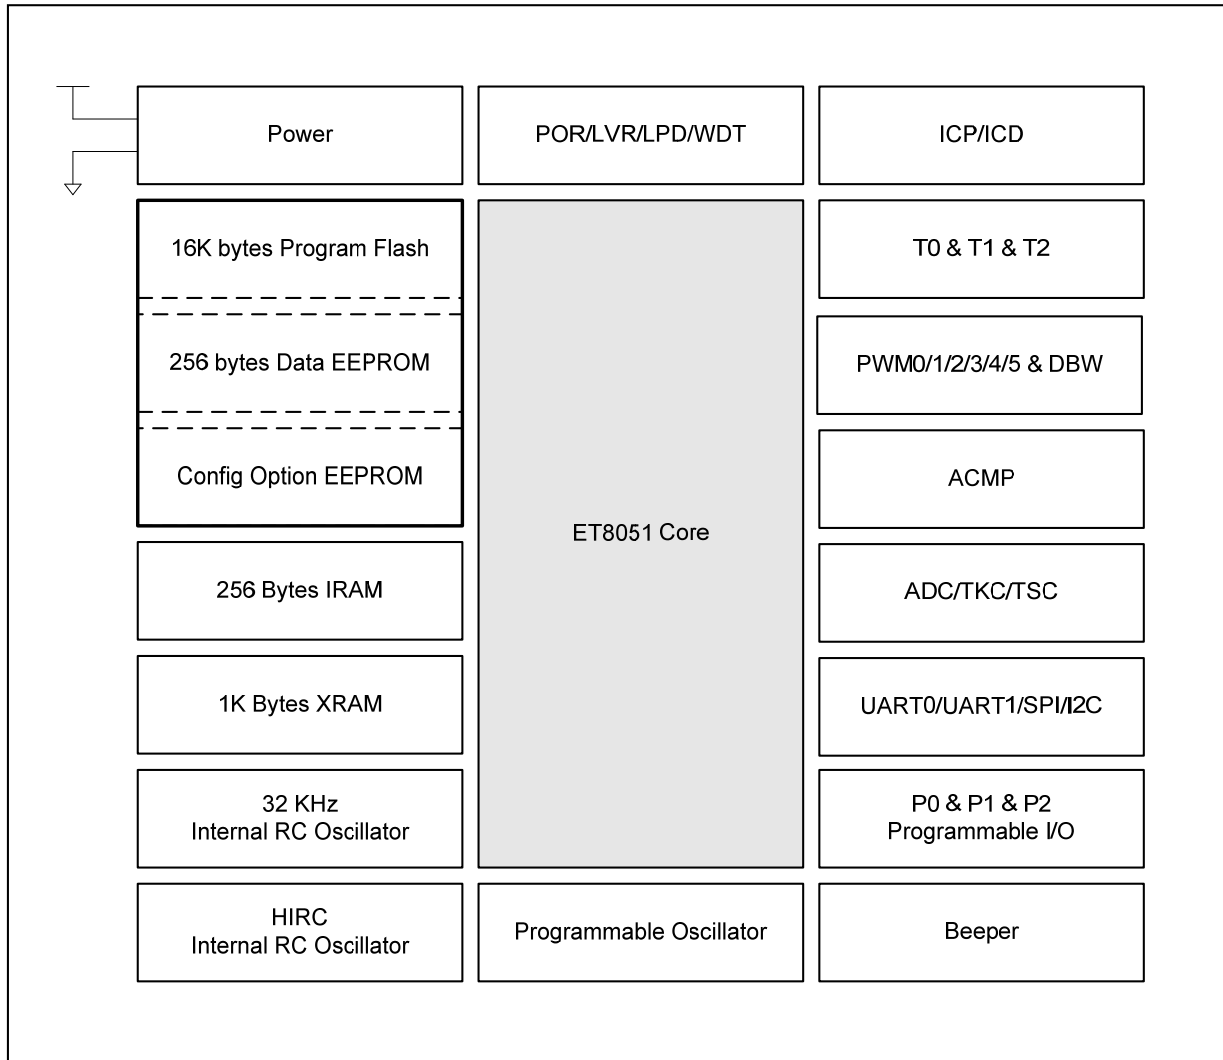 Power
POR/LVR/LPD/WDT
ICP/ICD
16K bytes Program Flash
256 bytes Data EEPROM
Config Option EEPROM
256 Bytes IRAM
1K Bytes XRAM
32 KHz
Internal RC Oscillator
HIRC
Internal RC Oscillator
ET8051 Core
Programmable Oscillator
T0 & T1 & T2
PWM0/1/2/3/4/5 & DBW
ACMP
ADC/TKC/TSC
UART0/UART1/SPI/I2C
P0 & P1 & P2
Programmable I/O
Beeper